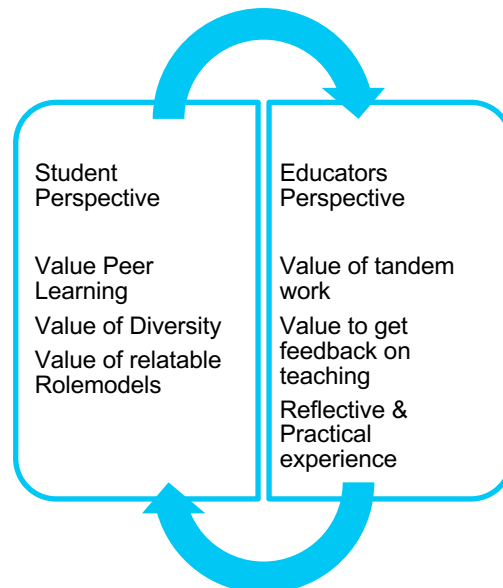 Student
Perspective
Value Peer
Learning
Value of Diversity
Value of relatable
Rolemodels
Educators
Perspective
Value of tandem
work
Value to get
feedback on
teaching
Reflective &
Practical
experience